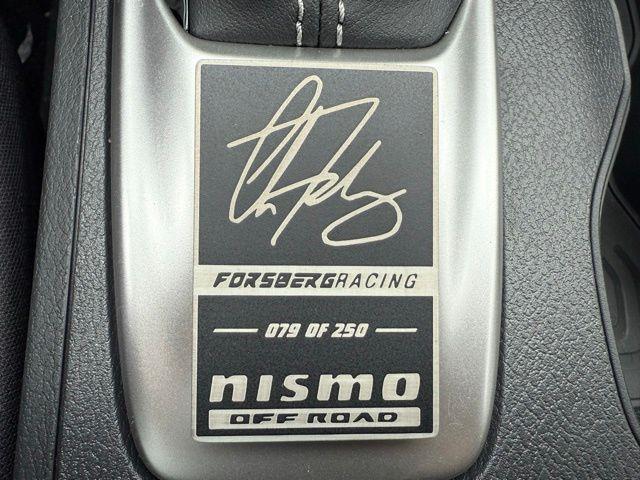 FORSBERGRACING
079 OF 250
nismo
OFF ROAD